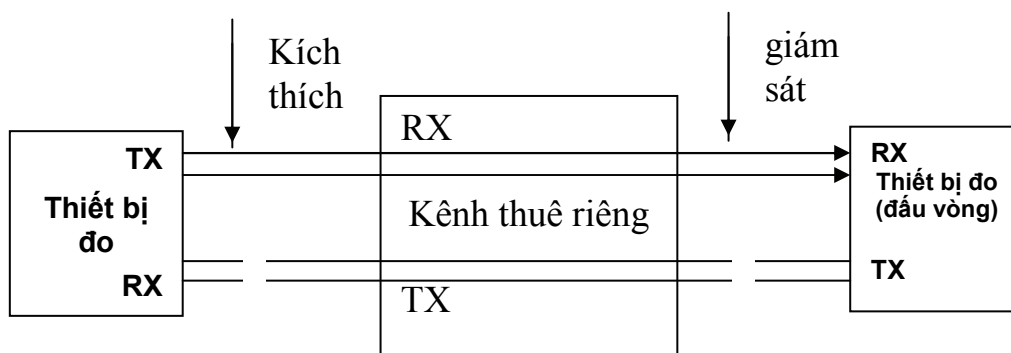 Kích
thích
giám
sát
TX
Thiết bị
đo
RX
RX
Kênh thuê riêng
TX
RX
Thiết bị đo
(đấu vòng)
TX